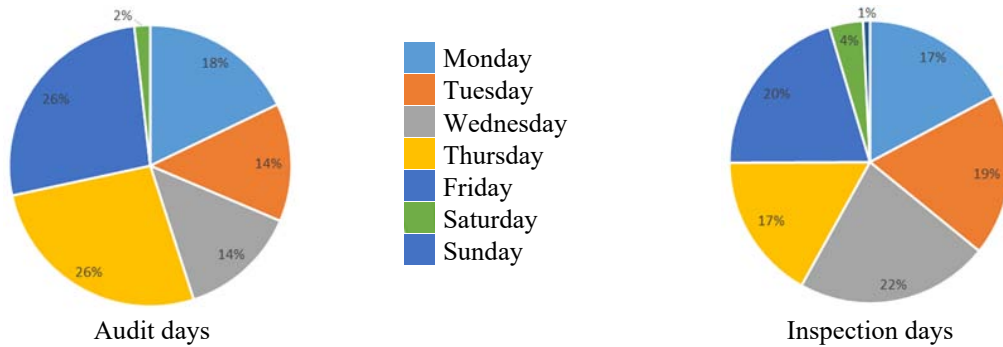 2%
18%
14%
14%
26%
26%
Audit days
Monday
Tuesday
Wednesday
Thursday
Friday
Saturday
Sunday
1%
17%
19%
22%
17%
20%
4%
Inspection days